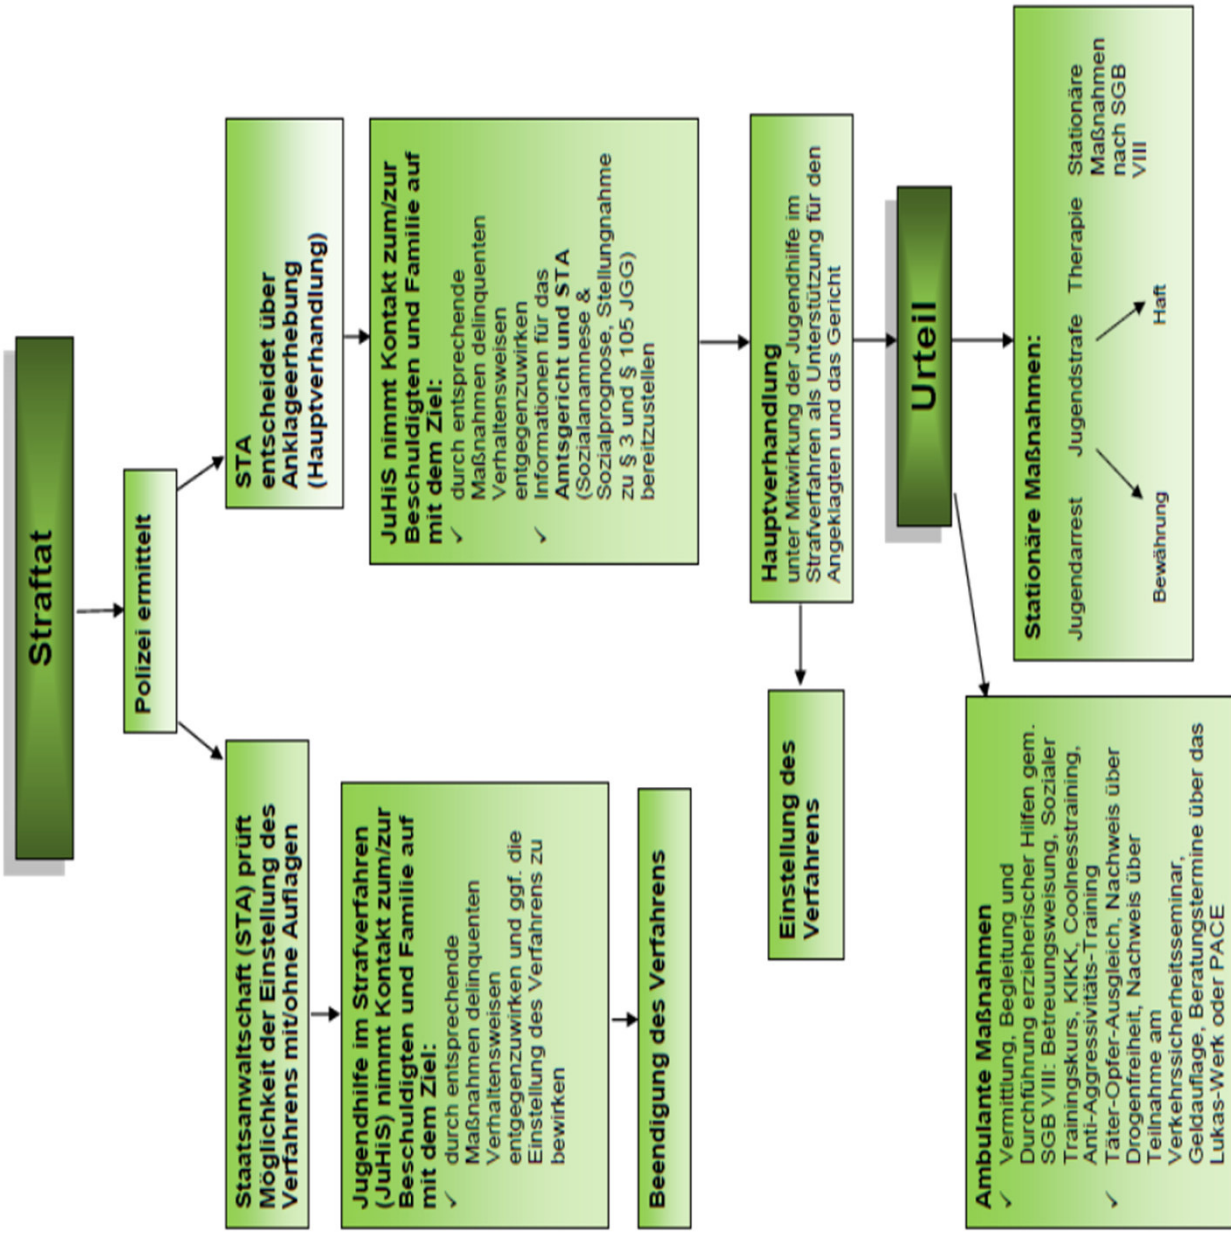 Straftat
Polizei ermittelt
Staatsanwaltschaft (STA) prüft
Möglichkeit der Einstellung des
Verfahrens mit/ohne Auflagen
Jugendhilfe im Strafverfahren
(JuHiS) nimmt Kontakt zum/zur
Beschuldigten und Familie auf
mit dem Ziel:
✓ durch entsprechende
Maßnahmen delinquenten
Verhaltensweisen
entgegenzuwirken und ggf. die
Einstellung des Verfahrens zu
bewirken
Beendigung des Verfahrens
STA
entscheidet über
Anklageerhebung
(Hauptverhandlung)
JuHiS nimmt Kontakt zum/zur
Beschuldigten und Familie auf
mit dem Ziel:
✓ durch entsprechende
Maßnahmen delinquenten
Verhaltensweisen
entgegenzuwirken
✓ Informationen für das
Amtsgericht und STA
(Sozialanamnese &
Sozialprognose, Stellungnahme
zu § 3 und § 105 JGG)
bereitzustellen
Hauptverhandlung
unter Mitwirkung der Jugendhilfe im
Strafverfahren als Unterstützung für den
Angeklagten und das Gericht
Einstellung des
Verfahrens
Urteil
Ambulante Maßnahmen
✓ Vermittlung, Begleitung und
Durchführung erzieherischer Hilfen gem.
SGB VIII: Betreuungsweisung, Sozialer
Trainingskurs, KIKK, Coolnesstraining,
Anti-Aggressivitäts-Training
✓ Täter-Opfer-Ausgleich, Nachweis über
Drogenfreiheit, Nachweis über
Teilnahme am
Verkehrssicherheitsseminar,
Geldauflage, Beratungstermine über das
Lukas-Werk oder PACE
Stationäre Maßnahmen:
Jugendarrest Jugendstrafe Therapie Stationäre
Maßnahmen
nach SGB
VIII
Bewährung Haft